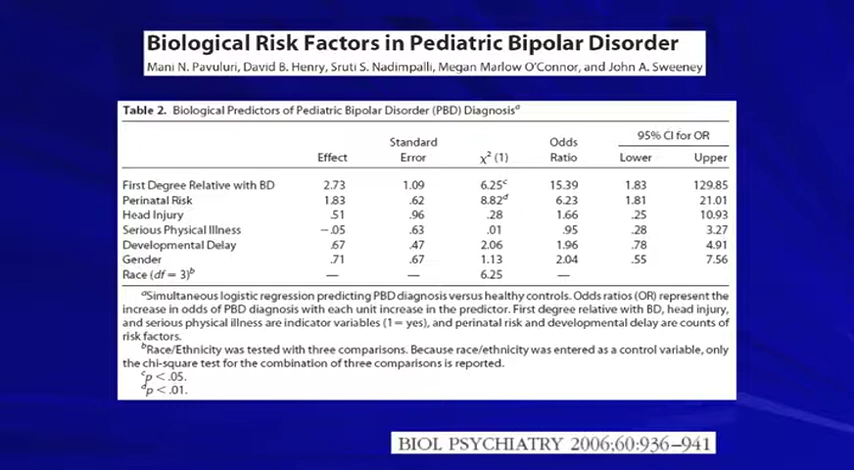 Biological Risk Factors in Pediatric Bipolar Disorder
Mani N. Pavuluri, David B. Henry, Sruti S. Nadimpalli, Megan Marlow O'Connor, and John A. Sweeney
Table 2. Biological Predictors of Pediatric Bipolar Disorder (PBD) Diagnosisᵃ
Effect Standard Error χ² (1) Odds Ratio 95% CI for OR Lower Upper
First Degree Relative with BD 2.73 1.09 6.25ᶜ 15.39 1.83 129.85
Perinatal Risk 1.83 .62 8.82ᵈ 6.23 1.81 21.01
Head Injury .51 .96 .28 1.66 .25 10.93
Serious Physical Illness −.05 .63 .01 .95 .28 3.27
Developmental Delay .67 .47 2.06 1.96 .78 4.91
Gender .71 .67 1.13 2.04 .55 7.56
Race (df = 3)ᵇ — — 6.25 —
ᵃSimultaneous logistic regression predicting PBD diagnosis versus healthy controls. Odds ratios (OR) represent the
increase in odds of PBD diagnosis with each unit increase in the predictor. First degree relative with BD, head injury,
and serious physical illness are indicator variables (1 = yes), and perinatal risk and developmental delay are counts of
risk factors.
ᵇRace/Ethnicity was tested with three comparisons. Because race/ethnicity was entered as a control variable, only
the chi-square test for the combination of three comparisons is reported.
ᶜp < .05.
ᵈp < .01.
BIOL PSYCHIATRY 2006;60:936–941